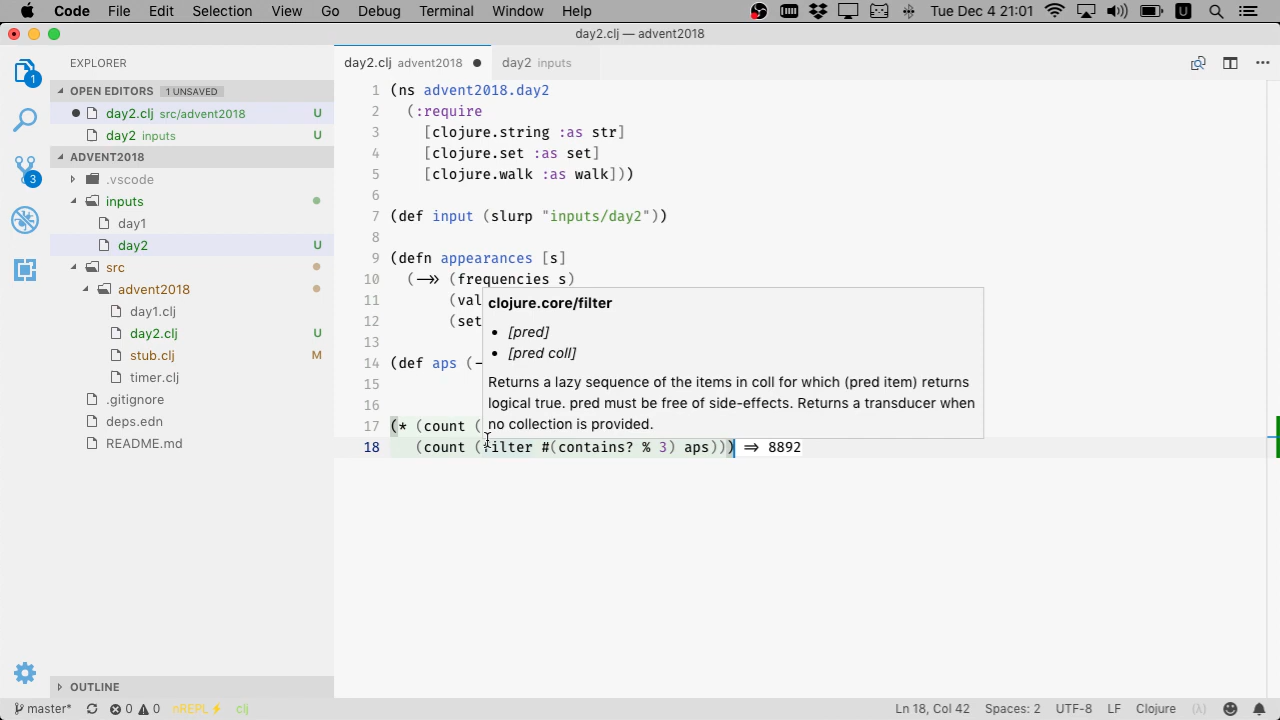 Code File Edit Selection View Go Debug Terminal Window Help Tue Dec 4 21:01 U
day2.clj — advent2018
EXPLORER
OPEN EDITORS 1 UNSAVED
day2.clj src/advent2018 U
day2 inputs U
ADVENT2018
.vscode
inputs
day1
day2 U
src
advent2018
day1.clj
day2.clj U
stub.clj M
timer.clj
.gitignore
deps.edn
README.md
OUTLINE
1
3
day2.clj advent2018 day2 inputs
1 (ns advent2018.day2
2 (:require
3 [clojure.string :as str]
4 [clojure.set :as set]
5 [clojure.walk :as walk]))
6
7 (def input (slurp "inputs/day2"))
8
9 (defn appearances [s]
10 (->> (frequencies s)
11 (val
12 (set
13
14 (def aps (-
15
16
17 (* (count (
18 (count (filter #(contains? % 3) aps))) => 8892
clojure.core/filter
• [pred]
• [pred coll]
Returns a lazy sequence of the items in coll for which (pred item) returns
logical true. pred must be free of side-effects. Returns a transducer when
no collection is provided.
master* 0 0 nREPL⚡ clj Ln 18, Col 42 Spaces: 2 UTF-8 LF Clojure (λ)